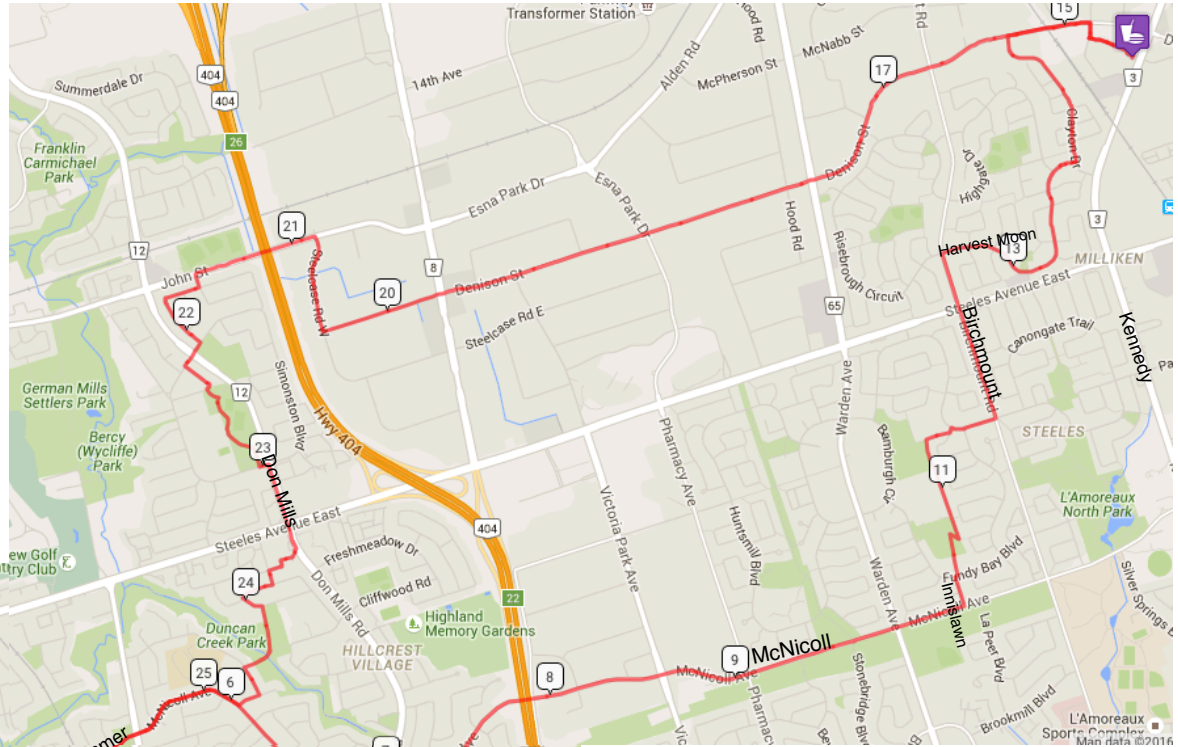 Transformer Station
15
404
404
14th Ave
Alden Rd
McNabb St
McPherson St
17
3
Summerdale Dr
26
Franklin
Carmichael
Park
Denison St
Clayton Dr
Highgate Dr
Esna Park Dr
Esna Park Dr
Hood Rd
12
21
8
John St
Steelcase Rd W
20
Denison St
Steelcase Rd E
Risebrough Circuit
65
Harvest Moon
13
3
MILLIKEN
Steeles Avenue East
Birchmount
Canongate Trail
Kennedy
22
12
Simonston Blvd
German Mills
Settlers Park
Bercy
(Wycliffe)
Park
23
Don Mills
Hwy 404
Warden Ave
Pharmacy Ave
Bamburgh Cir
STEELES
11
L'Amoreaux
North Park
Steeles Avenue East
404
Victoria Park Ave
Huntsmill Blvd
Freshmeadow Dr
Cliffwood Rd
Don Mills Rd
24
22
Highland
Memory Gardens
Warden Ave
Fundy Bay Blvd
Innislawn
McNicoll Ave
La Peer Blvd
Silver Springs B
Duncan
Creek Park
HILLCREST
VILLAGE
25
6
8
9
McNicoll
McNicoll Ave
McNicoll Ave
Pharmacy
Stonebridge Blvd
Brookmill Blvd
L'Amoreaux
Sports Complex
Map data ©2016